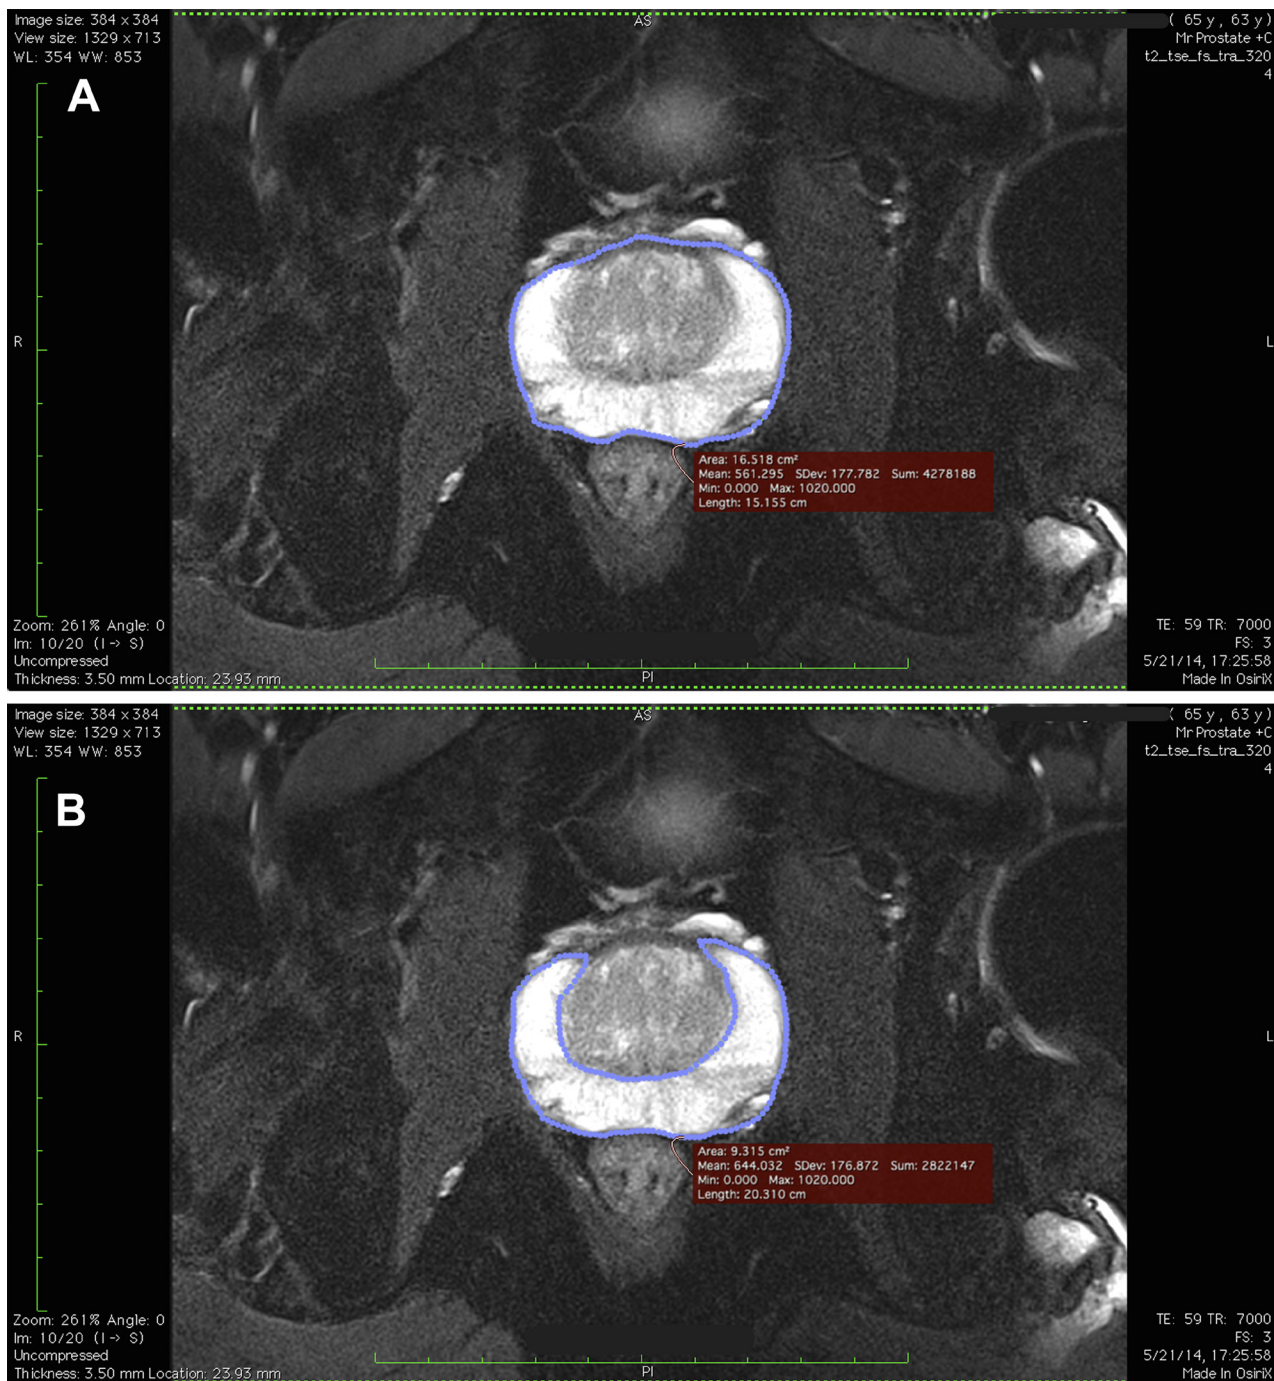 Image size: 384 x 384
View size: 1329 x 713
WL: 354 WW: 853
A
AS
( 65 y , 63 y )
Mr Prostate +C
t2_tse_fs_tra_320
4
R
L
Area: 16.518 cm²
Mean: 561.295 SDev: 177.782 Sum: 4278188
Min: 0.000 Max: 1020.000
Length: 15.155 cm
Zoom: 261% Angle: 0
Im: 10/20 (I -> S)
Uncompressed
Thickness: 3.50 mm Location: 23.93 mm
PI
TE: 59 TR: 7000
FS: 3
5/21/14, 17:25:58
Made In OsiriX
Image size: 384 x 384
View size: 1329 x 713
WL: 354 WW: 853
B
AS
( 65 y , 63 y )
Mr Prostate +C
t2_tse_fs_tra_320
4
R
L
Area: 9.315 cm²
Mean: 644.032 SDev: 176.872 Sum: 2822147
Min: 0.000 Max: 1020.000
Length: 20.310 cm
Zoom: 261% Angle: 0
Im: 10/20 (I -> S)
Uncompressed
Thickness: 3.50 mm Location: 23.93 mm
PI
TE: 59 TR: 7000
FS: 3
5/21/14, 17:25:58
Made In OsiriX